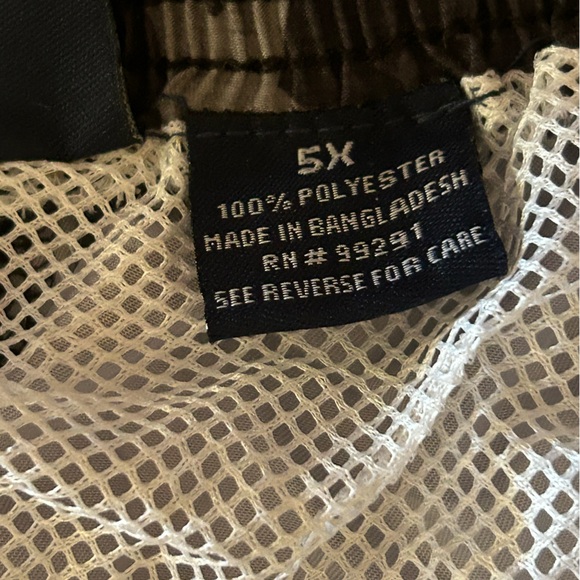 5X
100% POLYESTER
MADE IN BANGLADESH
RN# 99291
SEE REVERSE FOR CARE